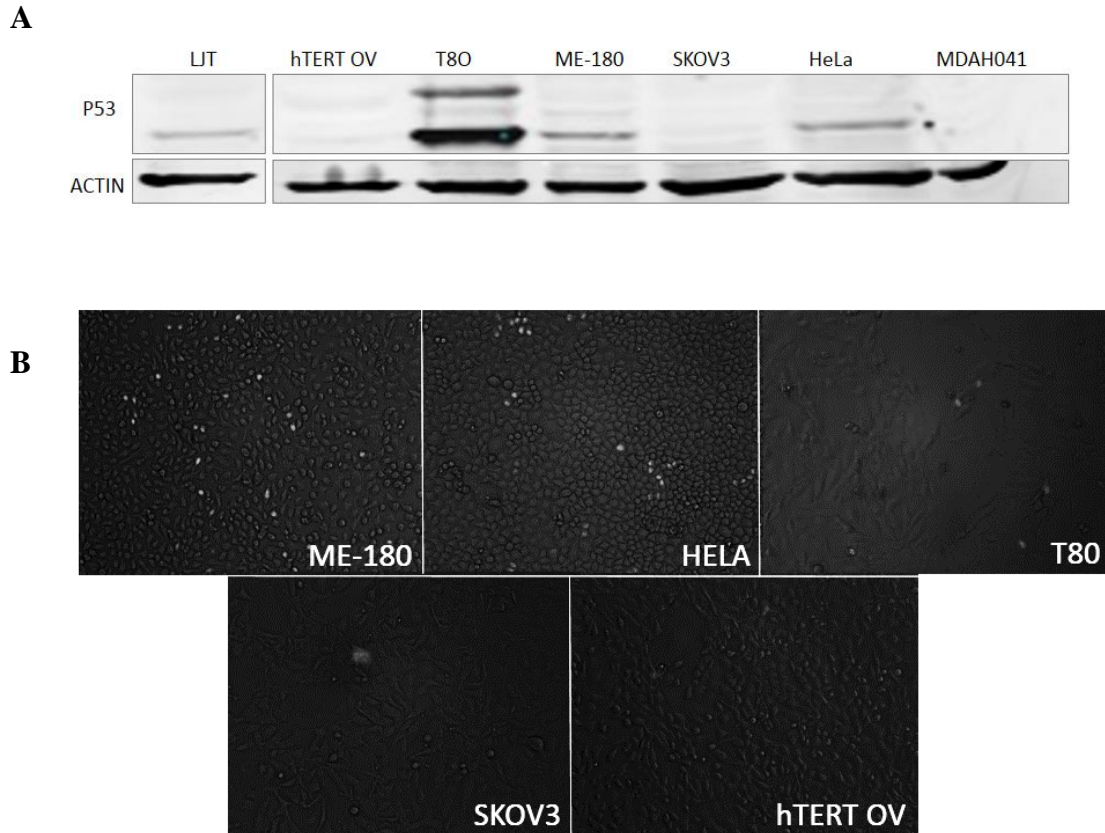 A
LJT hTERT OV T8O ME-180 SKOV3 HeLa MDAH041
P53
ACTIN
B
ME-180 HELA T80
SKOV3 hTERT OV